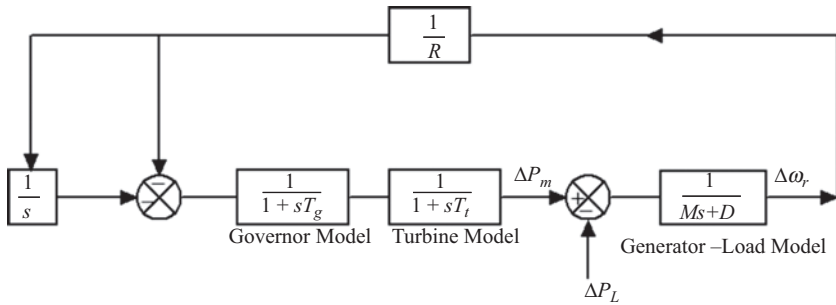 1
R
1
s
−
−
1
1 + sT_g
Governor Model
1
1 + sT_t
Turbine Model
ΔP_m
+
−
1
Ms+D
Δω_r
Generator –Load Model
ΔP_L